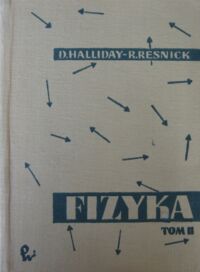 D. HALLIDAY-R. RESNICK
FIZYKA
TOM II